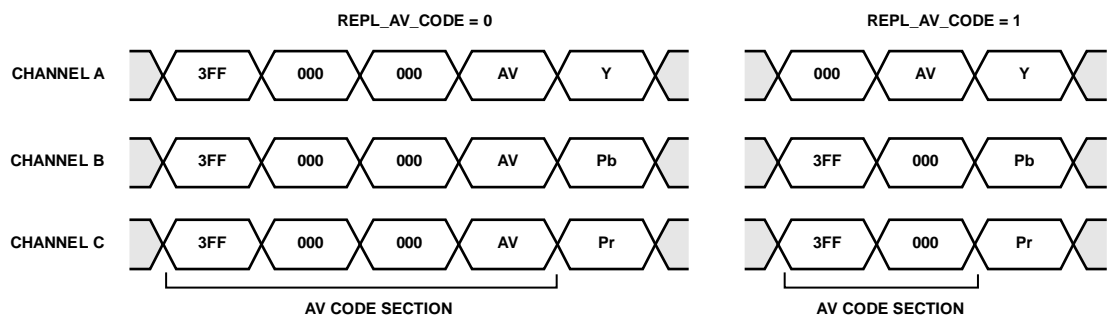 REPL_AV_CODE = 0 REPL_AV_CODE = 1
CHANNEL A 3FF 000 000 AV Y 000 AV Y
CHANNEL B 3FF 000 000 AV Pb 3FF 000 Pb
CHANNEL C 3FF 000 000 AV Pr 3FF 000 Pr
AV CODE SECTION AV CODE SECTION